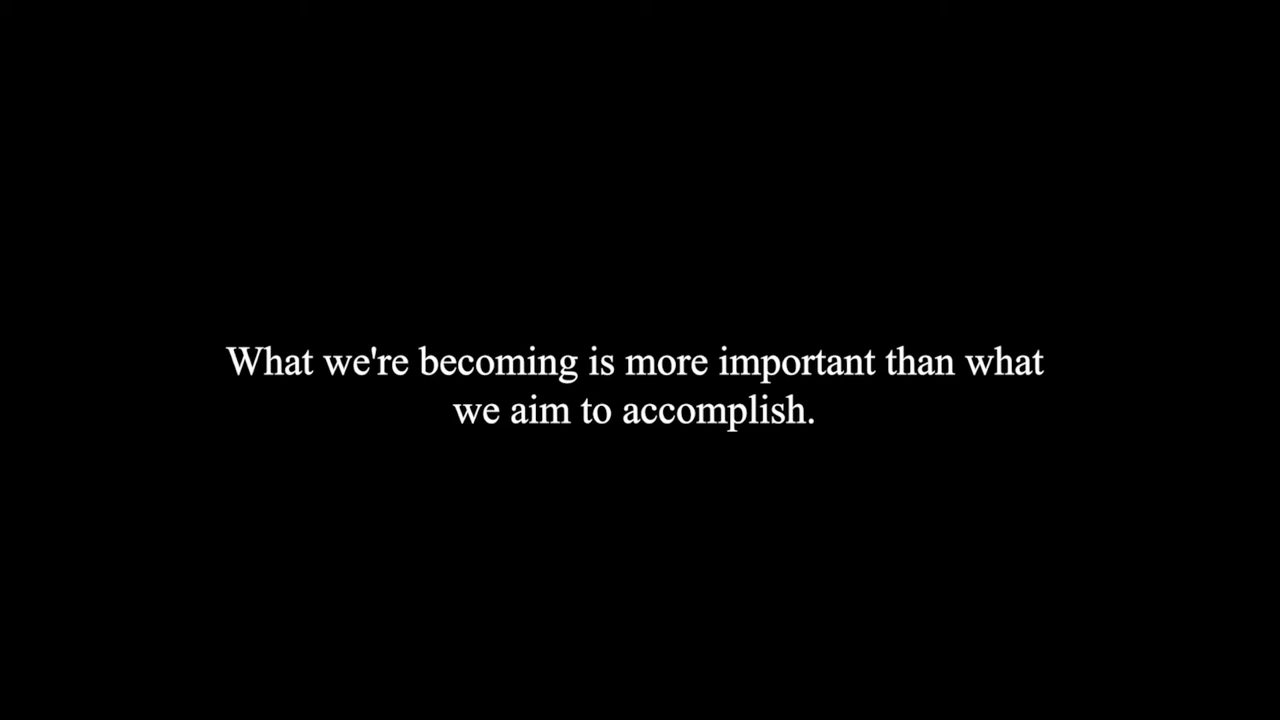 What we're becoming is more important than what
we aim to accomplish.